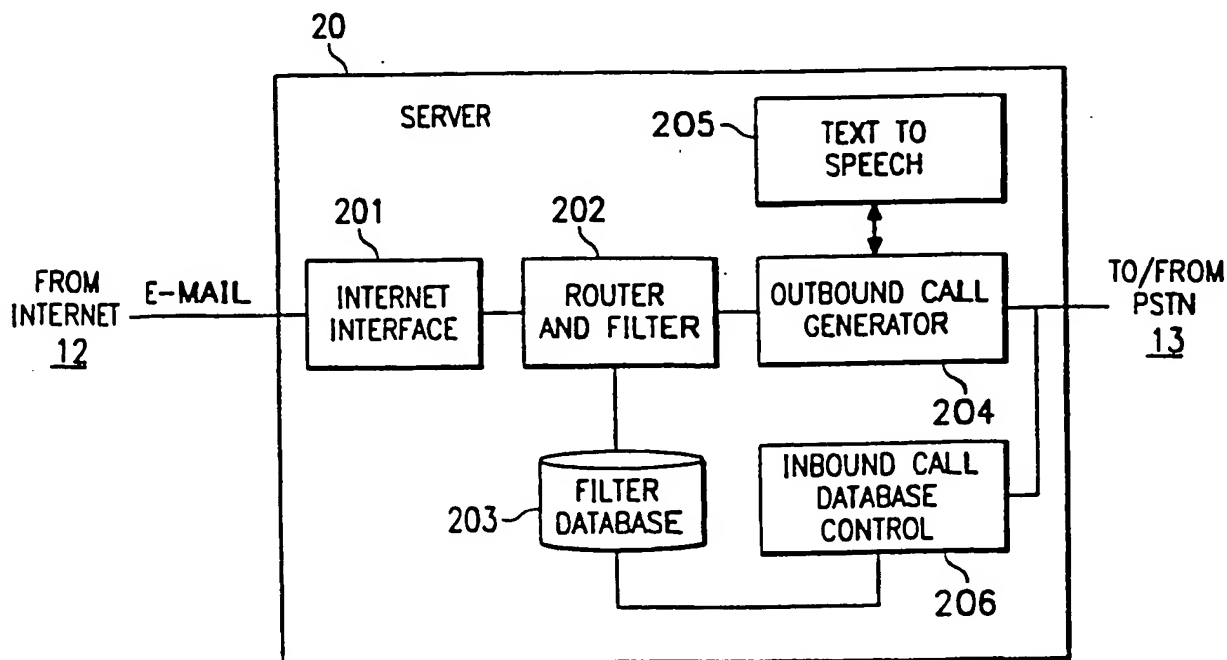 20
SERVER
205
TEXT TO
SPEECH
201
202
FROM
INTERNET
12
E-MAIL
INTERNET
INTERFACE
ROUTER
AND FILTER
OUTBOUND CALL
GENERATOR
TO/FROM
PSTN
13
204
203
FILTER
DATABASE
INBOUND CALL
DATABASE
CONTROL
206